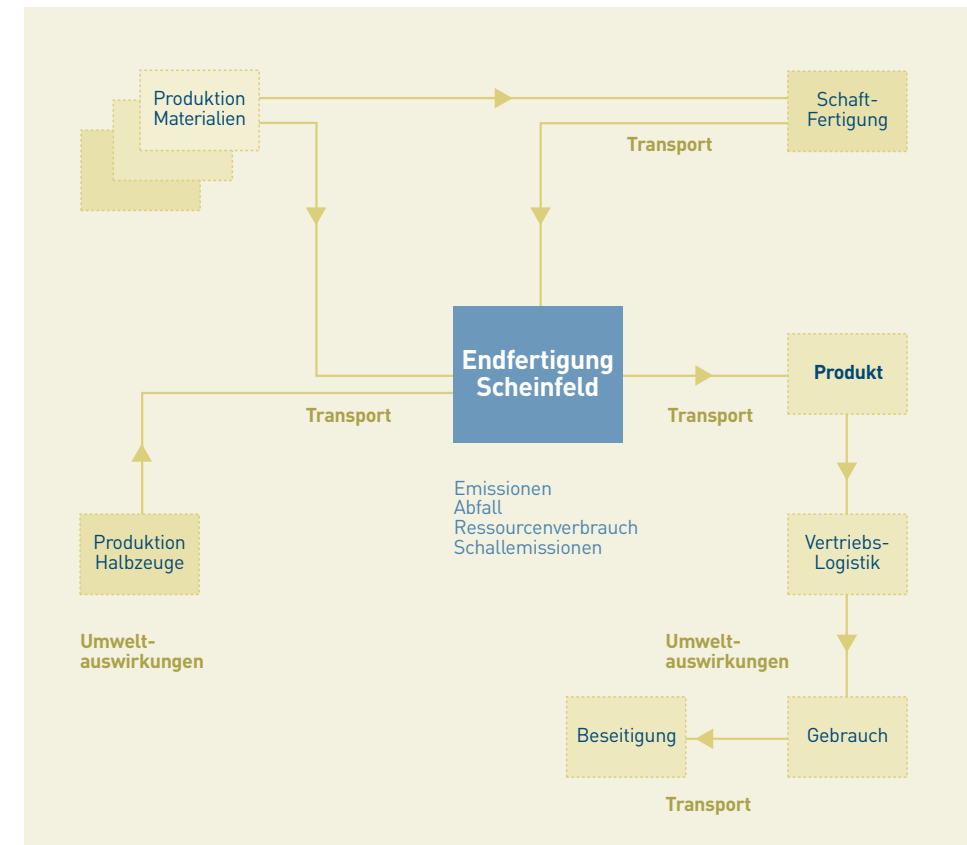 Produktion
Materialien
Schaft-
Fertigung
Transport
Endfertigung
Scheinfeld
Produkt
Transport
Transport
Emissionen
Abfall
Ressourcenverbrauch
Schallemissionen
Produktion
Halbzeuge
Vertriebs-
Logistik
Umwelt-
auswirkungen
Umwelt-
auswirkungen
Beseitigung
Gebrauch
Transport